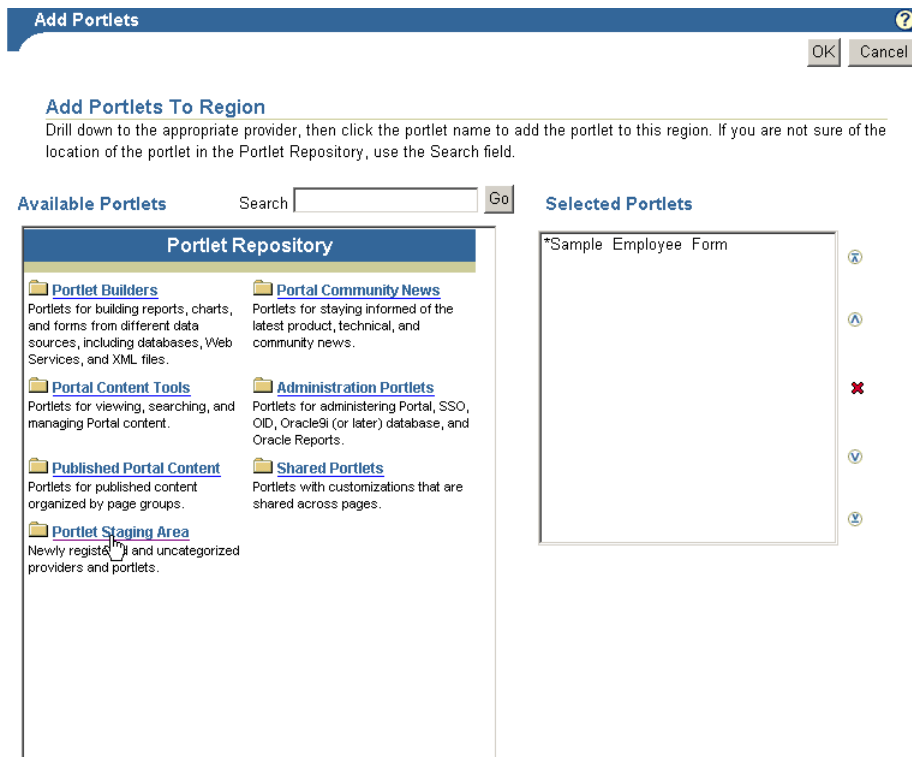 Add Portlets
?
OK
Cancel
Add Portlets To Region
Drill down to the appropriate provider, then click the portlet name to add the portlet to this region. If you are not sure of the
location of the portlet in the Portlet Repository, use the Search field.
Available Portlets
Search
Go
Selected Portlets
Portlet Repository
Portlet Builders
Portlets for building reports, charts,
and forms from different data
sources, including databases, Web
Services, and XML files.
Portal Community News
Portlets for staying informed of the
latest product, technical, and
community news.
Portal Content Tools
Portlets for viewing, searching, and
managing Portal content.
Administration Portlets
Portlets for administering Portal, SSO,
OID, Oracle9i (or later) database, and
Oracle Reports.
Published Portal Content
Portlets for published content
organized by page groups.
Shared Portlets
Portlets with customizations that are
shared across pages.
Portlet Staging Area
Newly registered and uncategorized
providers and portlets.
*Sample Employee Form